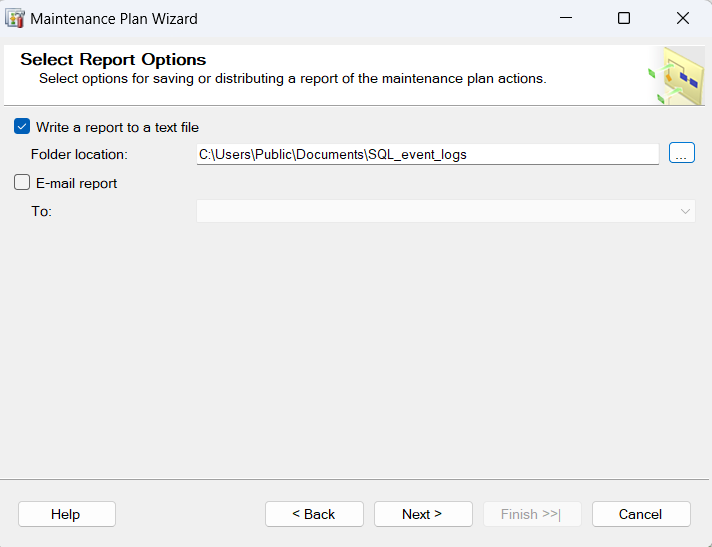 Maintenance Plan Wizard
Select Report Options
Select options for saving or distributing a report of the maintenance plan actions.
Write a report to a text file
Folder location:
C:\Users\Public\Documents\SQL_event_logs
...
E-mail report
To:
Help
< Back
Next >
Finish >>|
Cancel